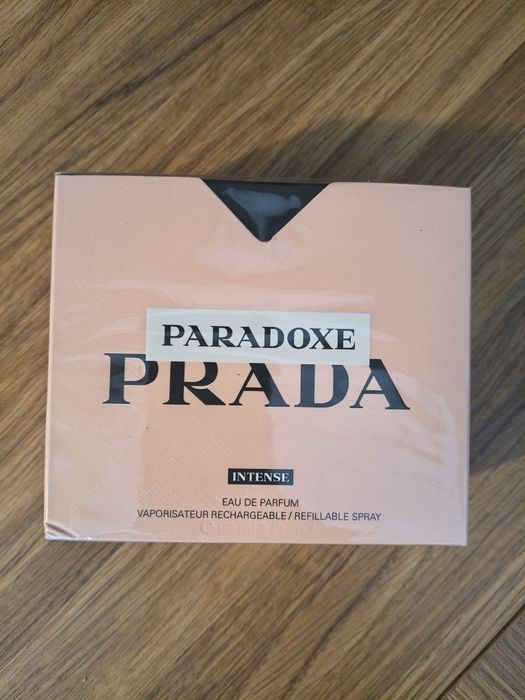 PARADOXE
PRADA
INTENSE
EAU DE PARFUM
VAPORISATEUR RECHARGEABLE / REFILLABLE SPRAY